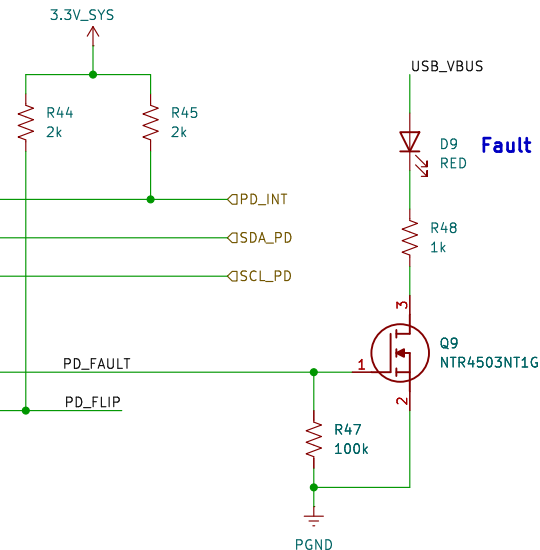 3.3V_SYS
R44
2k
R45
2k
USB_VBUS
D9
RED
Fault
PD_INT
SDA_PD
SCL_PD
R48
1k
3
Q9
NTR4503NT1G
1
2
PD_FAULT
PD_FLIP
R47
100k
PGND